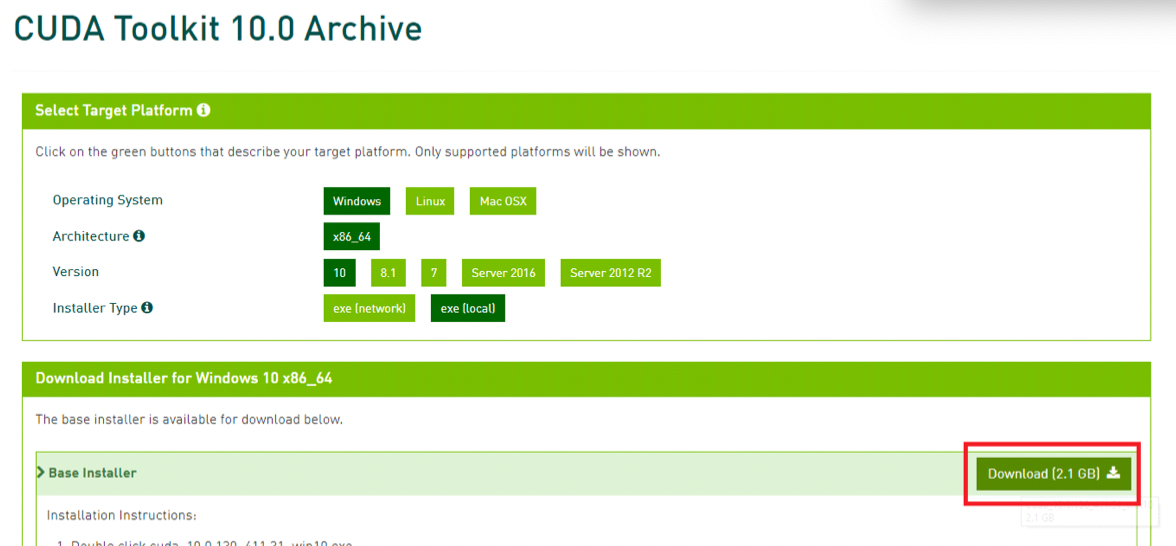 CUDA Toolkit 10.0 Archive
Select Target Platform
Click on the green buttons that describe your target platform. Only supported platforms will be shown.
Operating System Windows Linux Mac OSX
Architecture x86_64
Version 10 8.1 7 Server 2016 Server 2012 R2
Installer Type exe (network) exe (local)
Download Installer for Windows 10 x86_64
The base installer is available for download below.
Base Installer Download (2.1 GB)
2.1 GB
Installation Instructions:
1. Double click cuda_10.0.130_411.31_win10.exe